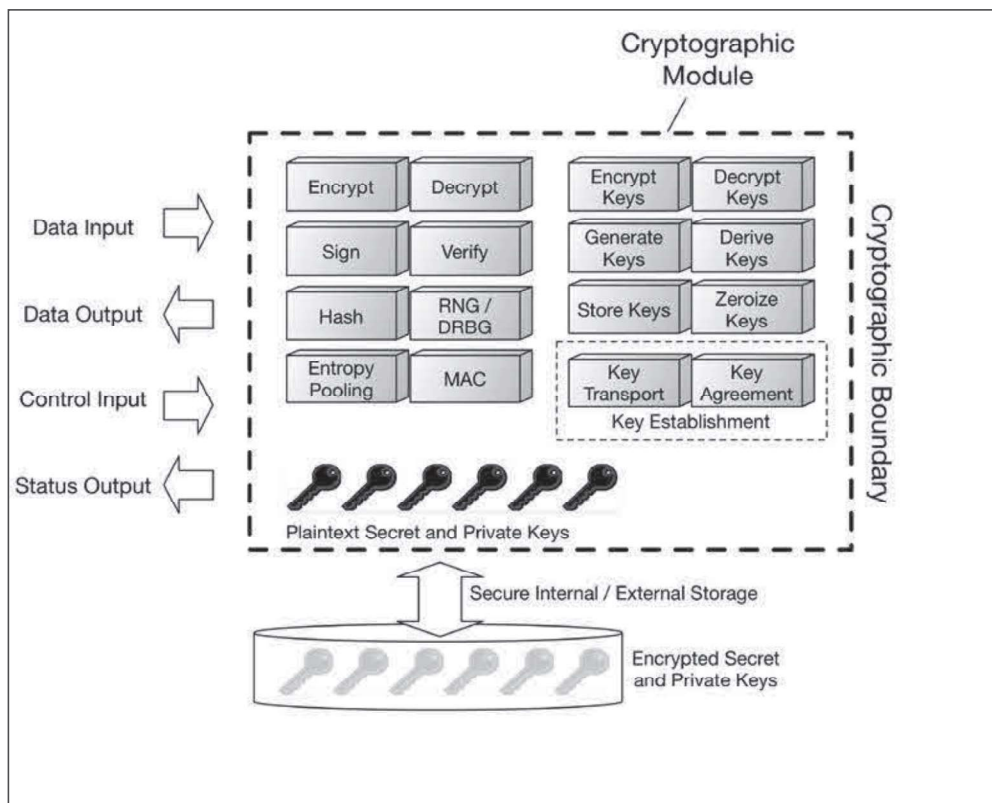 Cryptographic
Module
Encrypt
Decrypt
Encrypt
Keys
Decrypt
Keys
Data Input
Sign
Verify
Generate
Keys
Derive
Keys
Data Output
Hash
RNG /
DRBG
Store Keys
Zeroize
Keys
Control Input
Entropy
Pooling
MAC
Key
Transport
Key
Agreement
Key Establishment
Status Output
Plaintext Secret and Private Keys
Cryptographic Boundary
Secure Internal / External Storage
Encrypted Secret
and Private Keys